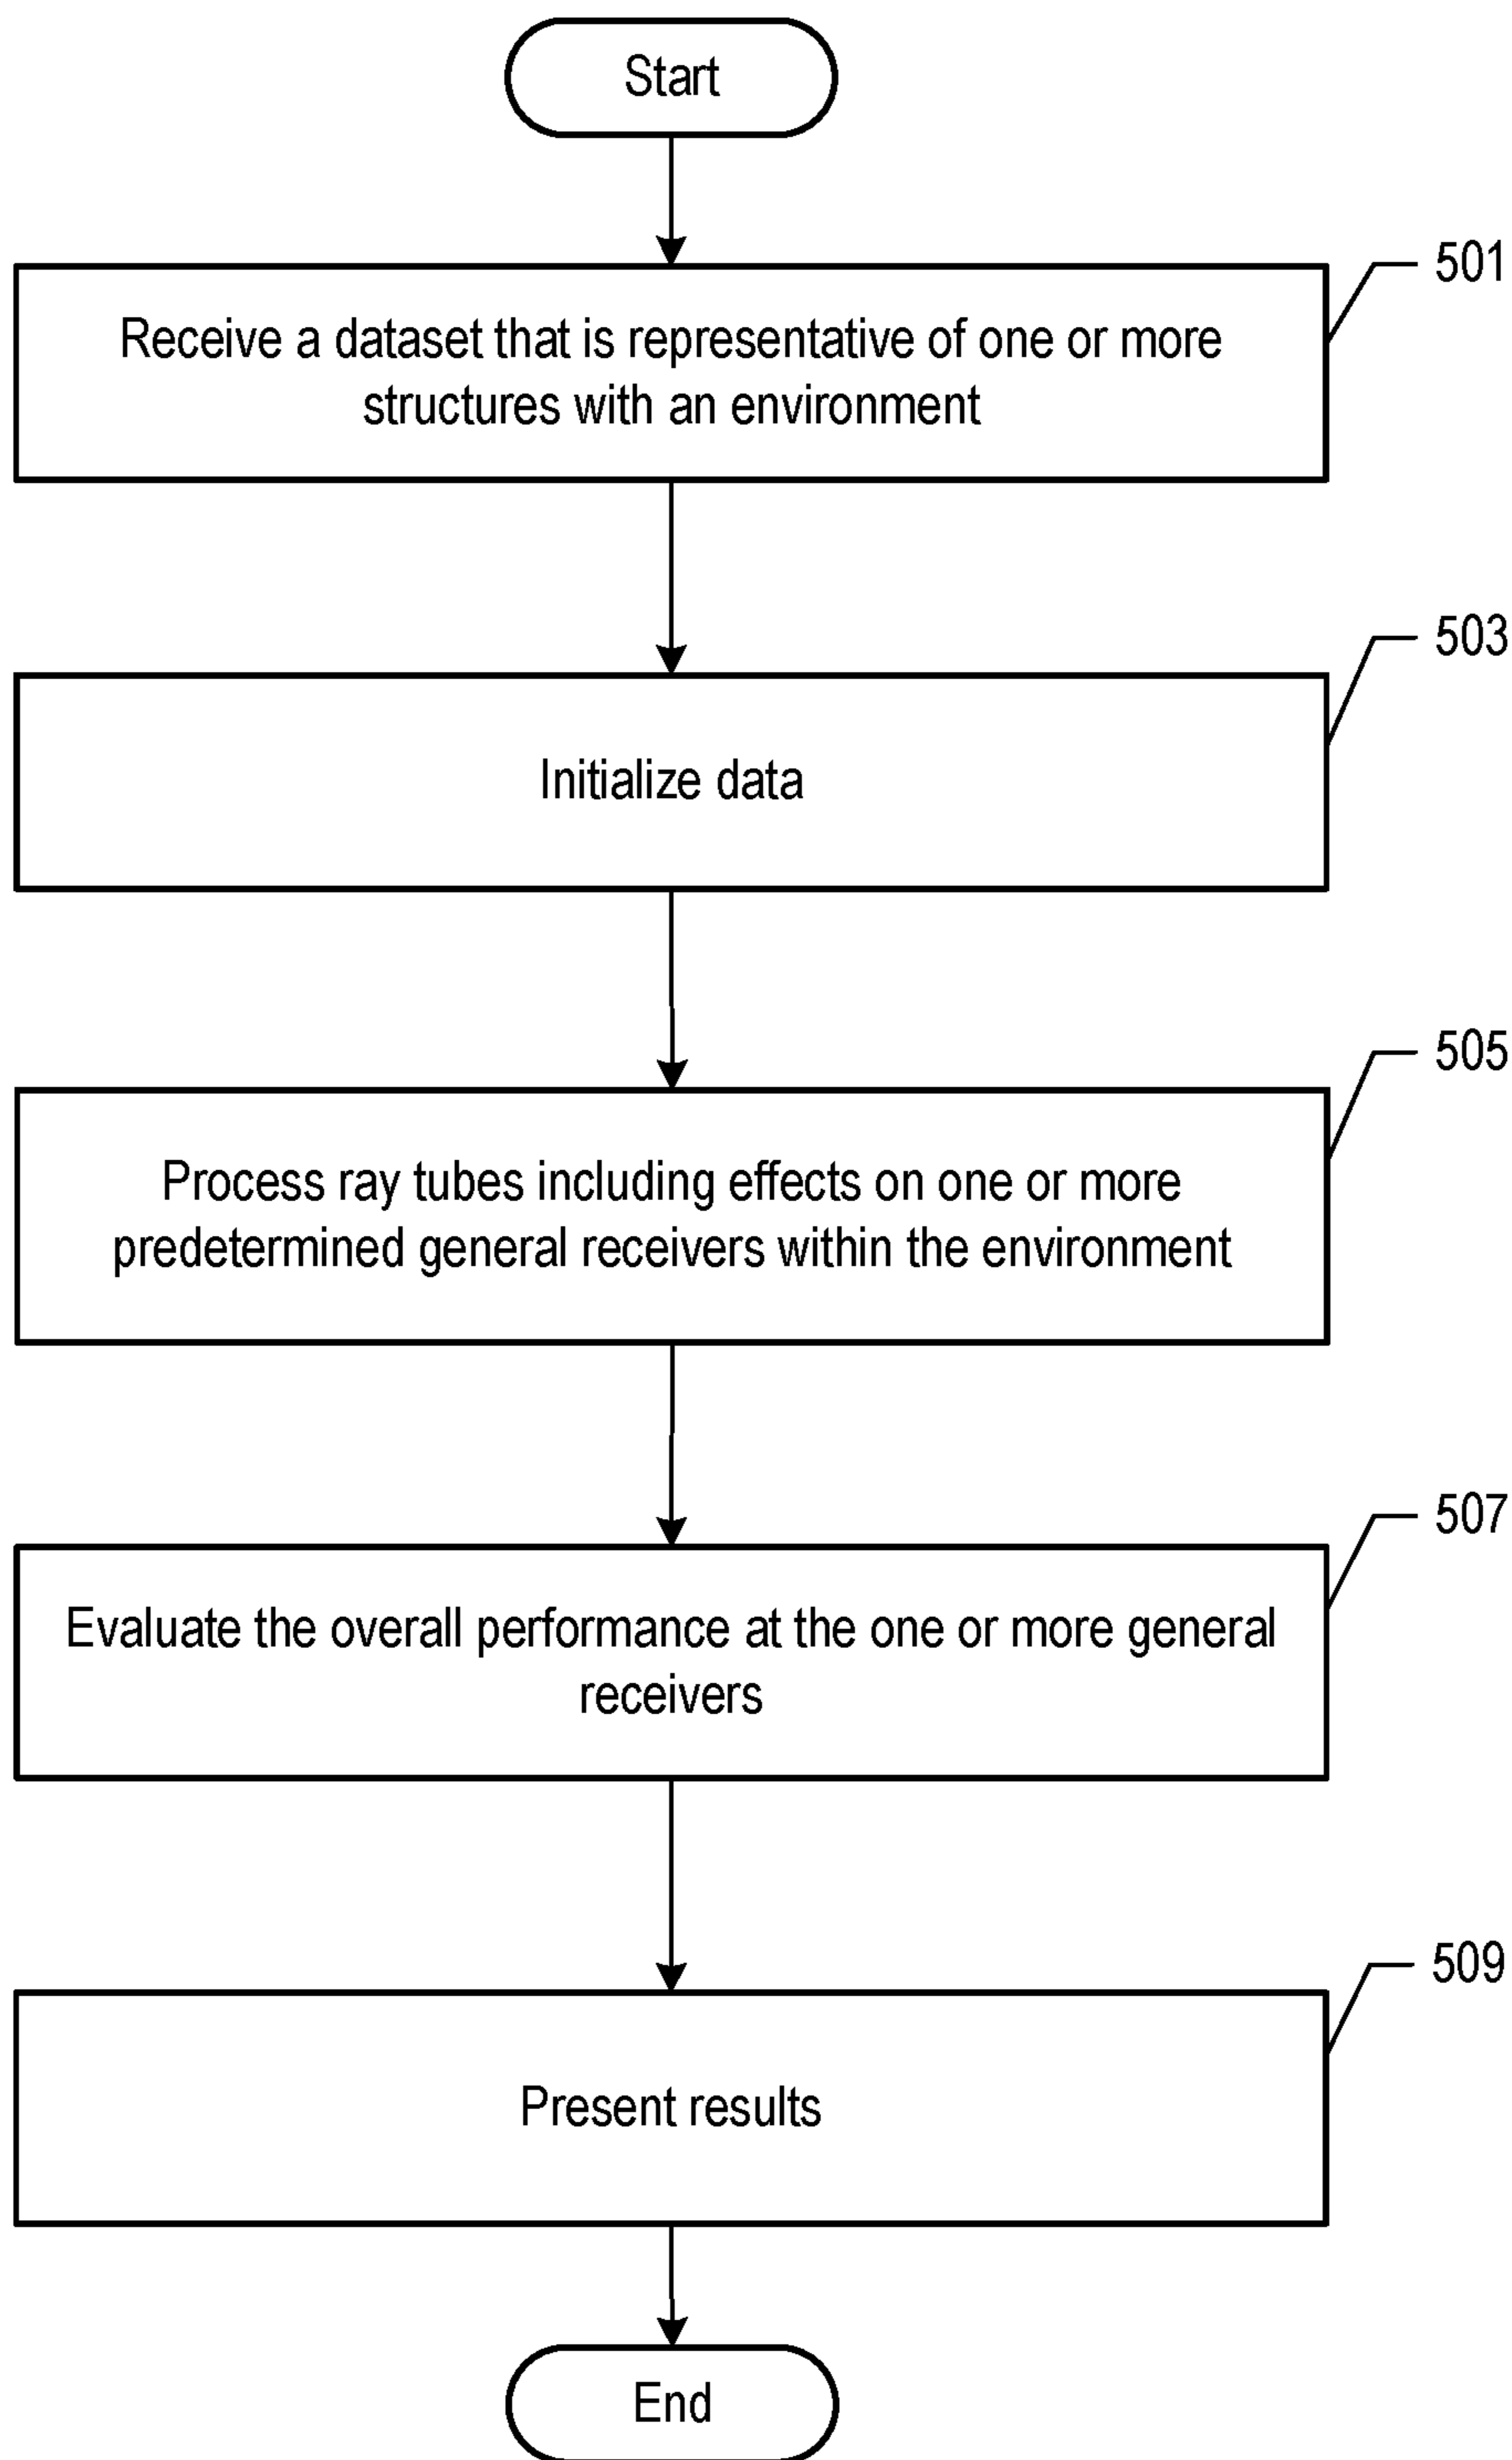 Start
501
Receive a dataset that is representative of one or more
structures with an environment
503
Initialize data
505
Process ray tubes including effects on one or more
predetermined general receivers within the environment
507
Evaluate the overall performance at the one or more general
receivers
509
Present results
End